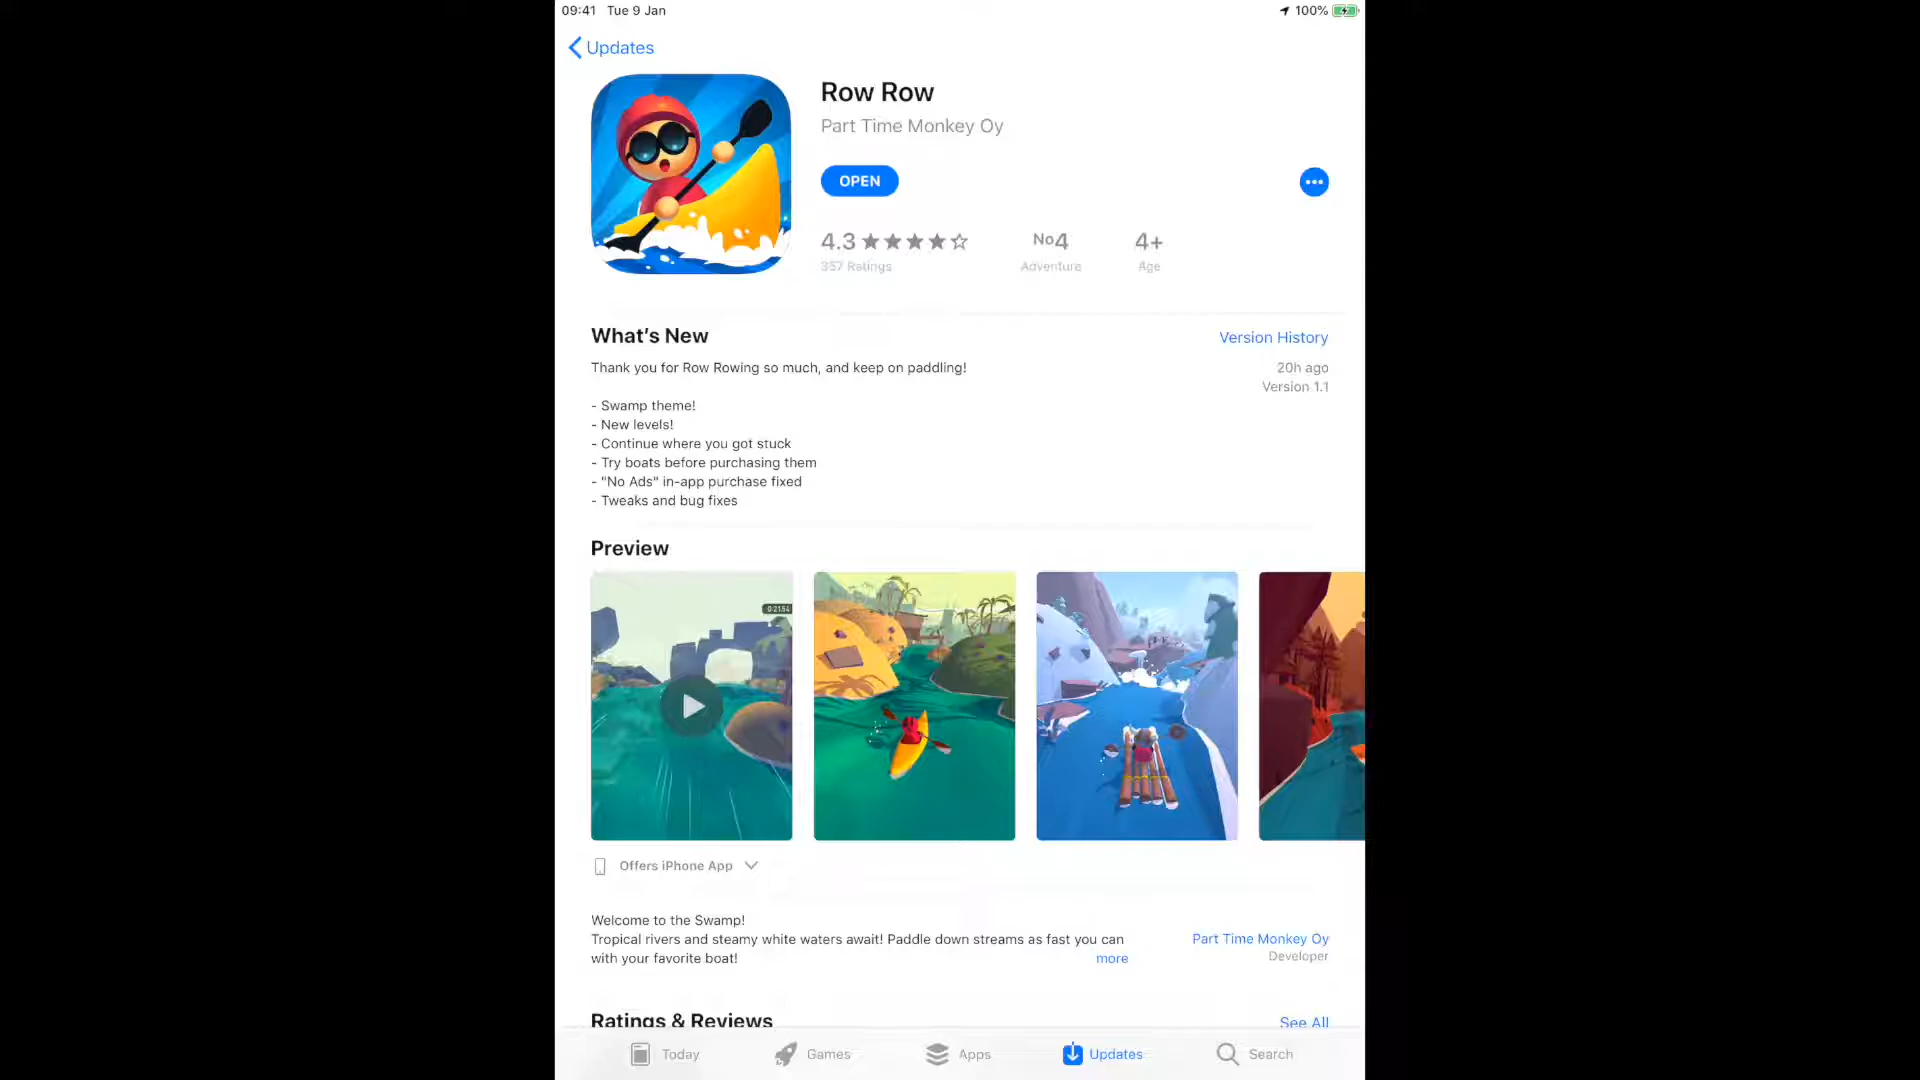 09:41 Tue 9 Jan
100%
Updates
Row Row
Part Time Monkey Oy
OPEN
4.3
No4
4+
357 Ratings
Adventure
Age
What's New
Version History
Thank you for Row Rowing so much, and keep on paddling!
20h ago
Version 1.1
- Swamp theme!
- New levels!
- Continue where you got stuck
- Try boats before purchasing them
- "No Ads" in-app purchase fixed
- Tweaks and bug fixes
Preview
0:21.54
Offers iPhone App
Welcome to the Swamp!
Tropical rivers and steamy white waters await! Paddle down streams as fast you can
with your favorite boat!
more
Part Time Monkey Oy
Developer
Ratings & Reviews
See All
Today
Games
Apps
Updates
Search